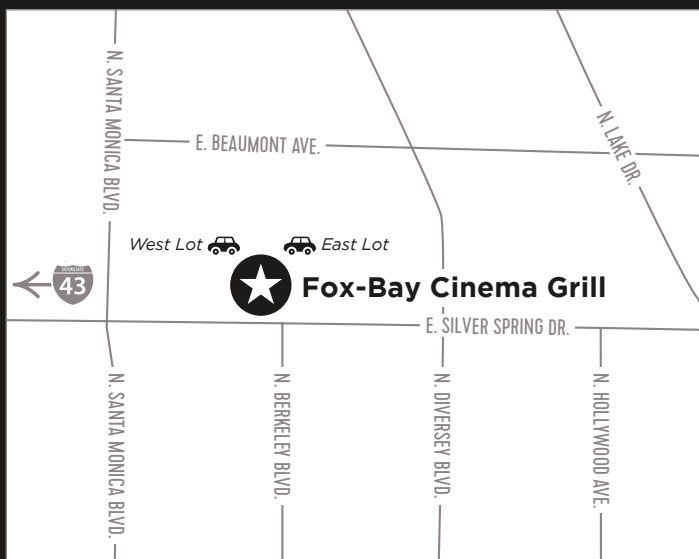 N. SANTA MONICA BLVD.
E. BEAUMONT AVE.
N. LAKE DR.
West Lot
East Lot
INTERSTATE
43
Fox-Bay Cinema Grill
E. SILVER SPRING DR.
N. SANTA MONICA BLVD.
N. BERKELEY BLVD.
N. DIVERSEY BLVD.
N. HOLLYWOOD AVE.